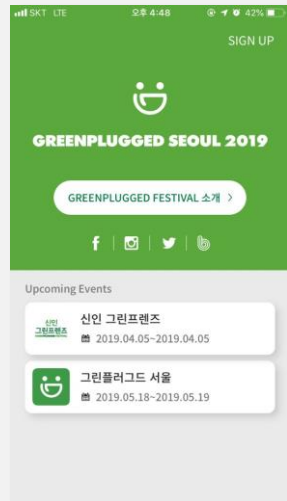 SKT LTE 오후 4:48 42%
SIGN UP
GREENPLUGGED SEOUL 2019
GREENPLUGGED FESTIVAL 소개 >
Upcoming Events
신인
그린프렌즈
신인 그린프렌즈
2019.04.05~2019.04.05
그린플러그드 서울
2019.05.18~2019.05.19